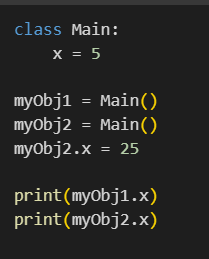 class Main:
    x = 5

myObj1 = Main()
myObj2 = Main()
myObj2.x = 25

print(myObj1.x)
print(myObj2.x)